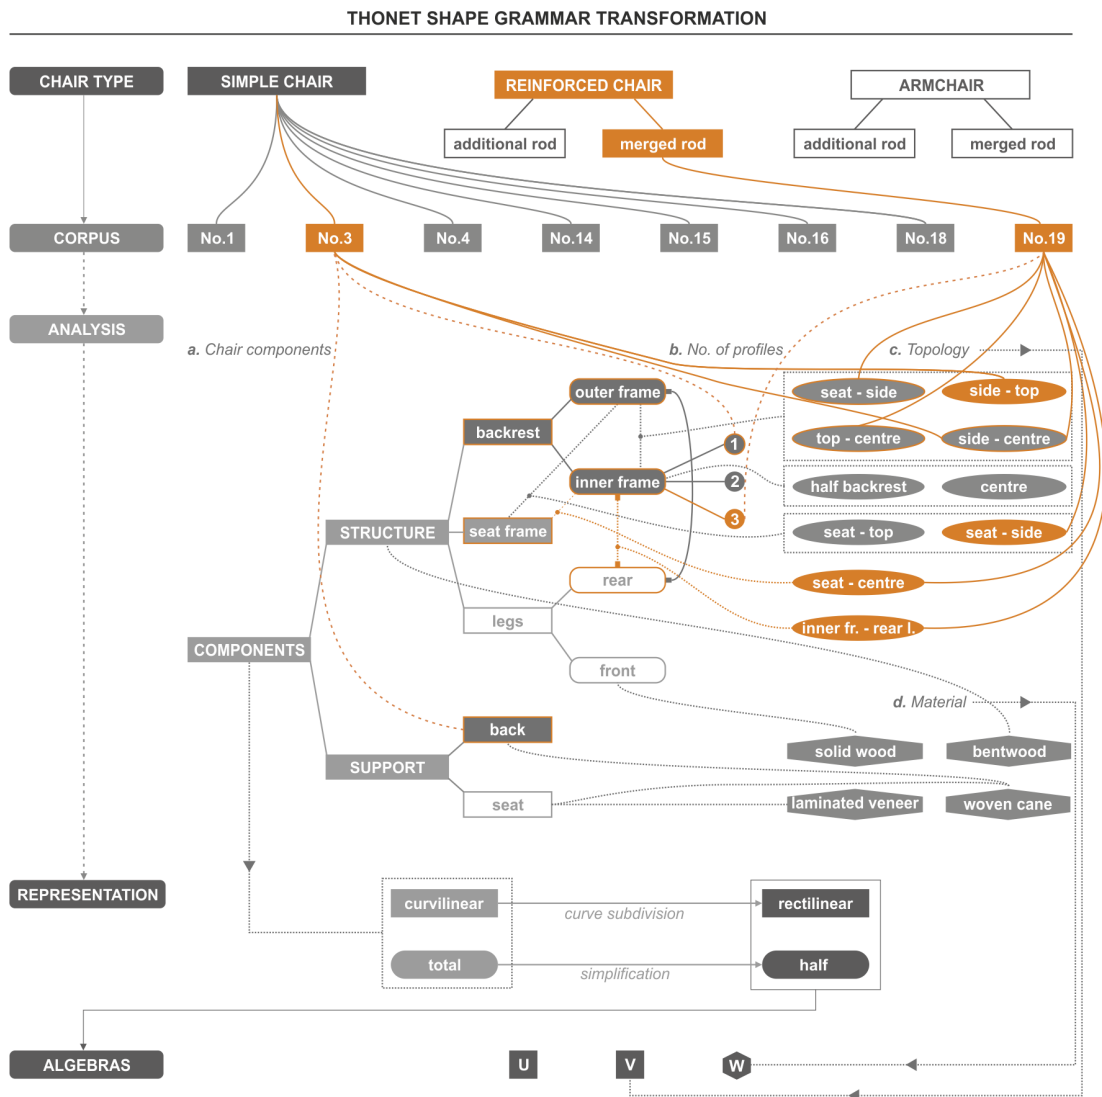 THONET SHAPE GRAMMAR TRANSFORMATION
CHAIR TYPE
SIMPLE CHAIR
REINFORCED CHAIR
ARMCHAIR
additional rod
merged rod
additional rod
merged rod
CORPUS
No.1
No.3
No.4
No.14
No.15
No.16
No.18
No.19
ANALYSIS
a. Chair components
b. No. of profiles
c. Topology
outer frame
seat - side
side - top
backrest
1
top - centre
side - centre
inner frame
2
half backrest
centre
3
STRUCTURE
seat frame
seat - top
seat - side
rear
seat - centre
legs
inner fr. - rear l.
COMPONENTS
front
d. Material
back
solid wood
bentwood
SUPPORT
seat
laminated veneer
woven cane
REPRESENTATION
curvilinear
curve subdivision
rectilinear
total
simplification
half
ALGEBRAS
U
V
W